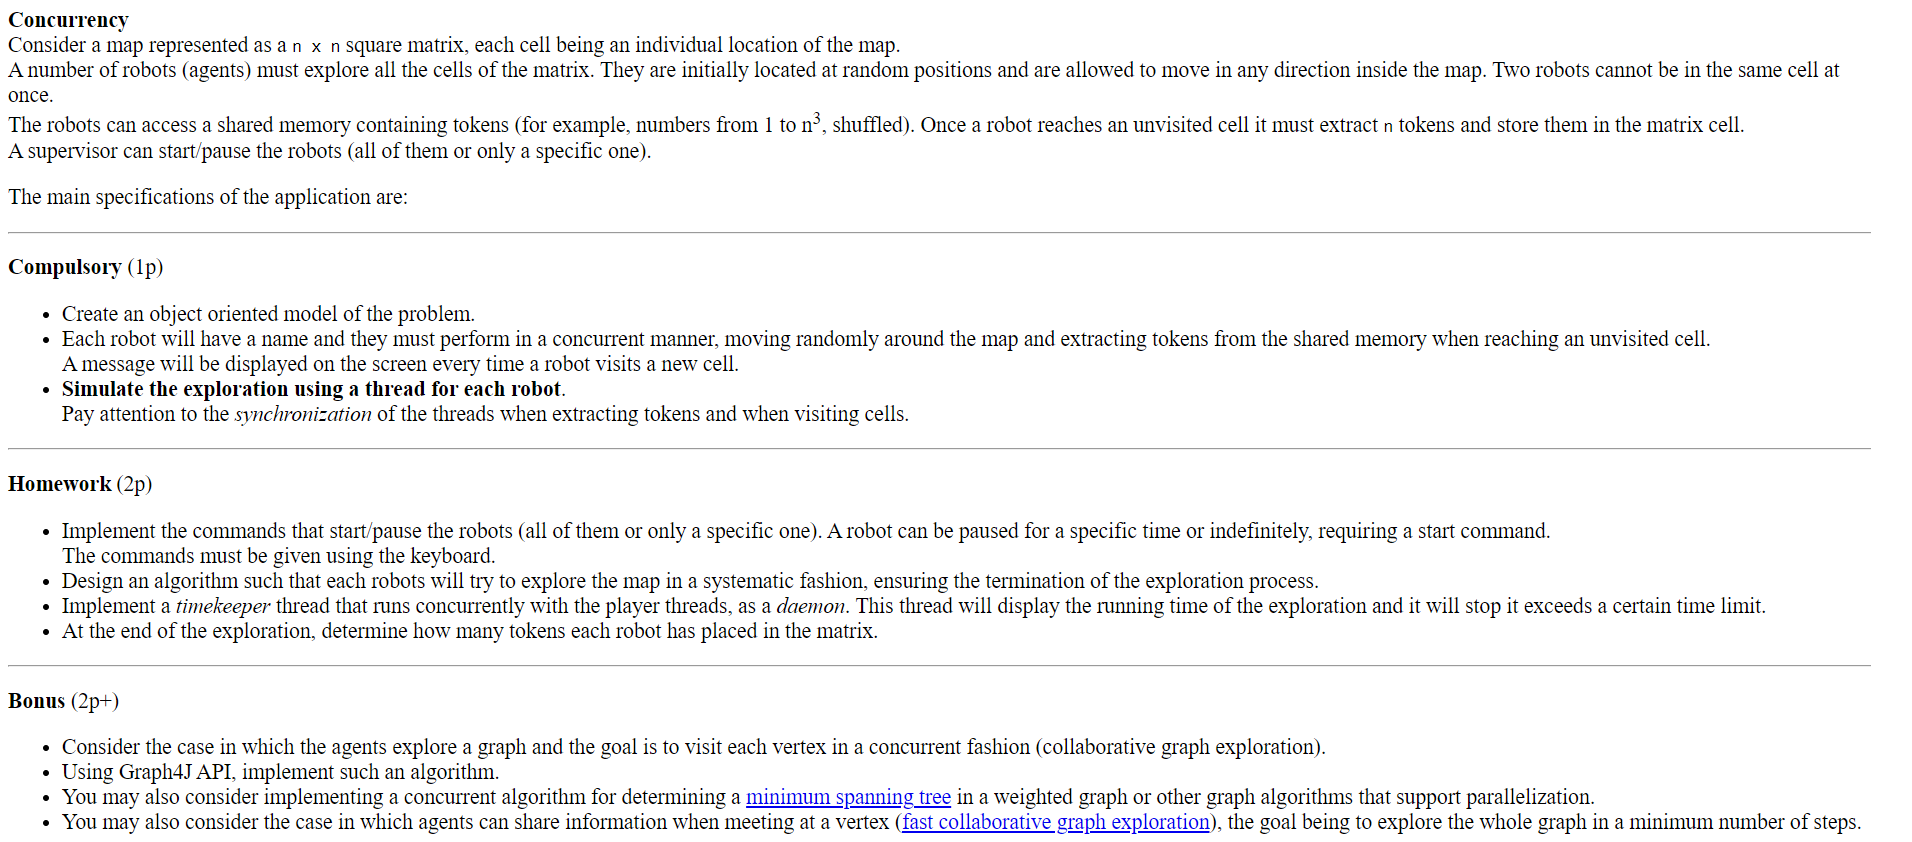 Concurrency
Consider a map represented as a n x n square matrix, each cell being an individual location of the map.
A number of robots (agents) must explore all the cells of the matrix. They are initially located at random positions and are allowed to move in any direction inside the map. Two robots cannot be in the same cell at
once.
The robots can access a shared memory containing tokens (for example, numbers from 1 to n³, shuffled). Once a robot reaches an unvisited cell it must extract n tokens and store them in the matrix cell.
A supervisor can start/pause the robots (all of them or only a specific one).
The main specifications of the application are:
Compulsory (1p)
• Create an object oriented model of the problem.
• Each robot will have a name and they must perform in a concurrent manner, moving randomly around the map and extracting tokens from the shared memory when reaching an unvisited cell.
A message will be displayed on the screen every time a robot visits a new cell.
• Simulate the exploration using a thread for each robot.
Pay attention to the synchronization of the threads when extracting tokens and when visiting cells.
Homework (2p)
• Implement the commands that start/pause the robots (all of them or only a specific one). A robot can be paused for a specific time or indefinitely, requiring a start command.
The commands must be given using the keyboard.
• Design an algorithm such that each robots will try to explore the map in a systematic fashion, ensuring the termination of the exploration process.
• Implement a timekeeper thread that runs concurrently with the player threads, as a daemon. This thread will display the running time of the exploration and it will stop it exceeds a certain time limit.
• At the end of the exploration, determine how many tokens each robot has placed in the matrix.
Bonus (2p+)
• Consider the case in which the agents explore a graph and the goal is to visit each vertex in a concurrent fashion (collaborative graph exploration).
• Using Graph4J API, implement such an algorithm.
• You may also consider implementing a concurrent algorithm for determining a minimum spanning tree in a weighted graph or other graph algorithms that support parallelization.
• You may also consider the case in which agents can share information when meeting at a vertex (fast collaborative graph exploration), the goal being to explore the whole graph in a minimum number of steps.